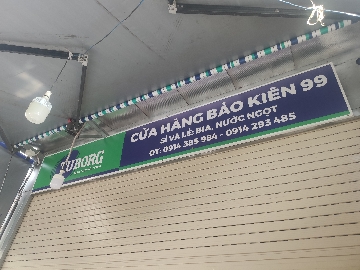 TUBORG
CỬA HÀNG BẢO KIÊN 99
SỈ VÀ LẺ: BIA, NƯỚC NGỌT
ĐT: 0914 385 984 - 0914 293 485